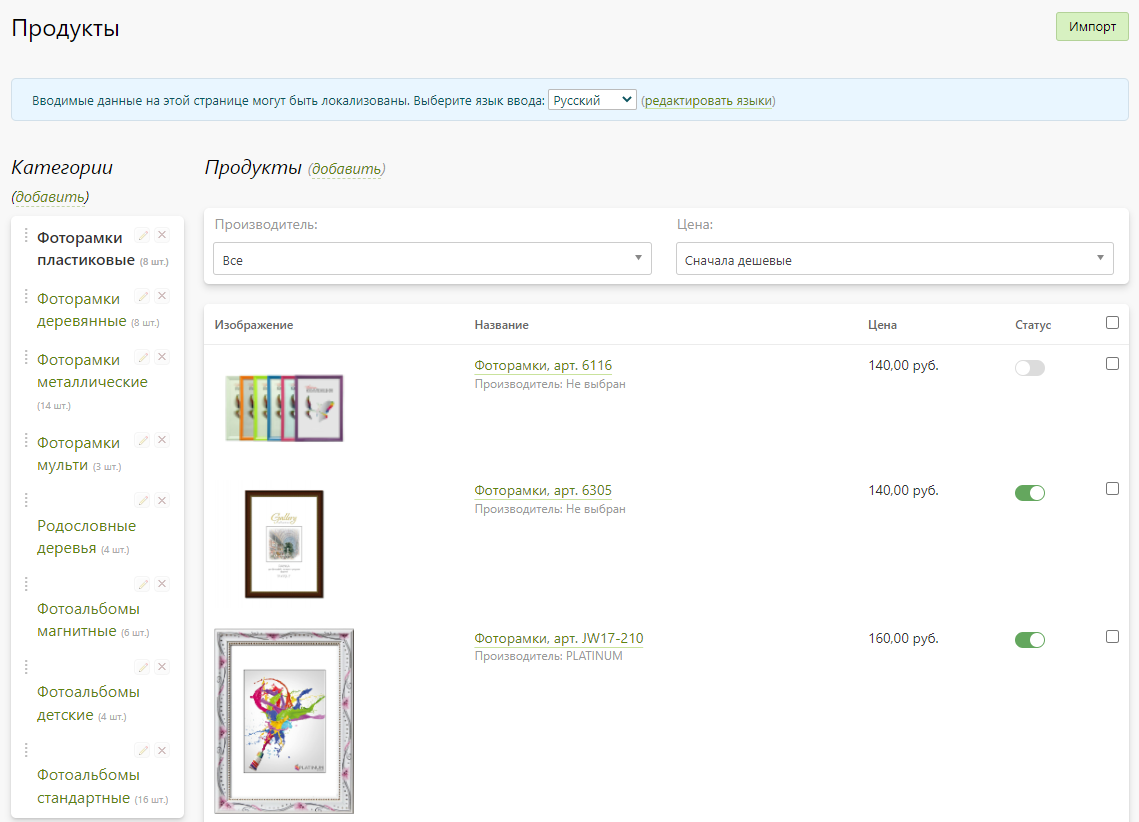 Продукты
Импорт
Вводимые данные на этой странице могут быть локализованы. Выберите язык ввода: Русский (редактировать языки)
Категории
(добавить)
Фоторамки
пластиковые (8 шт.)
Фоторамки
деревянные (8 шт.)
Фоторамки
металлические
(14 шт.)
Фоторамки
мульти (3 шт.)
Родословные
деревья (4 шт.)
Фотоальбомы
магнитные (6 шт.)
Фотоальбомы
детские (4 шт.)
Фотоальбомы
стандартные (16 шт.)
Продукты (добавить)
Производитель:
Цена:
Все
Сначала дешевые
Изображение
Название
Цена
Статус
Фоторамки, арт. 6116
Производитель: Не выбран
140,00 руб.
Gallery
Фоторамки, арт. 6305
Производитель: Не выбран
140,00 руб.
PLATINUM
Фоторамки, арт. JW17-210
Производитель: PLATINUM
160,00 руб.